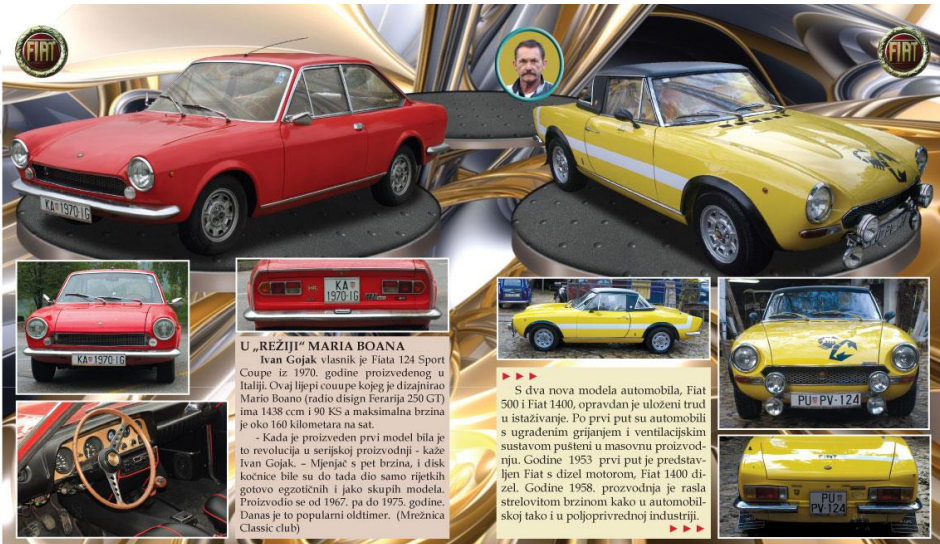 FIAT
FIAT
KA 1970-IG
KA 1970-IG
KA
1970-IG
U „REŽIJI“ MARIA BOANA
Ivan Gojak vlasnik je Fiata 124 Sport
Coupe iz 1970. godine proizvedenog u
Italiji. Ovaj lijepi couupe kojeg je dizajnirao
Mario Boano (radio disign Ferarija 250 GT)
ima 1438 ccm i 90 KS a maksimalna brzina
je oko 160 kilometara na sat.
- Kada je proizveden prvi model bila je
to revolucija u serijskoj proizvodnji - kaže
Ivan Gojak. – Mjenjač s pet brzina, i disk
kočnice bile su do tada dio samo rijetkih
gotovo egzotičnih i jako skupih modela.
Proizvodio se od 1967. pa do 1975. godine.
Danas je to popularni oldtimer. (Mrežnica
Classic club)
S dva nova modela automobila, Fiat
500 i Fiat 1400, opravdan je uloženi trud
u istaživanje. Po prvi put su automobili
s ugrađenim grijanjem i ventilacijskim
sustavom pušteni u masovnu proizvod-
nju. Godine 1953 prvi put je predstav-
ljen Fiat s dizel motorom, Fiat 1400 di-
zel. Godine 1958. prozvodnja je rasla
strelovitom brzinom kako u automobil-
skoj tako i u poljoprivrednoj industriji.
PU PV-124
PU
PV-124